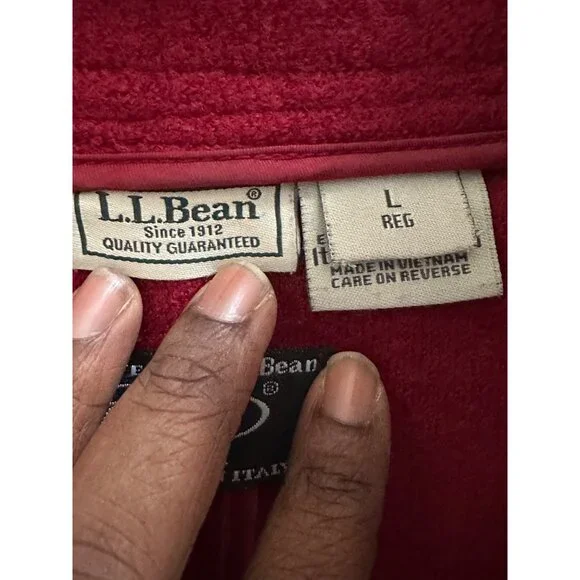 L.L.Bean®
Since 1912
QUALITY GUARANTEED
L
REG
MADE IN VIETNAM
CARE ON REVERSE
Bean
®
ITALY